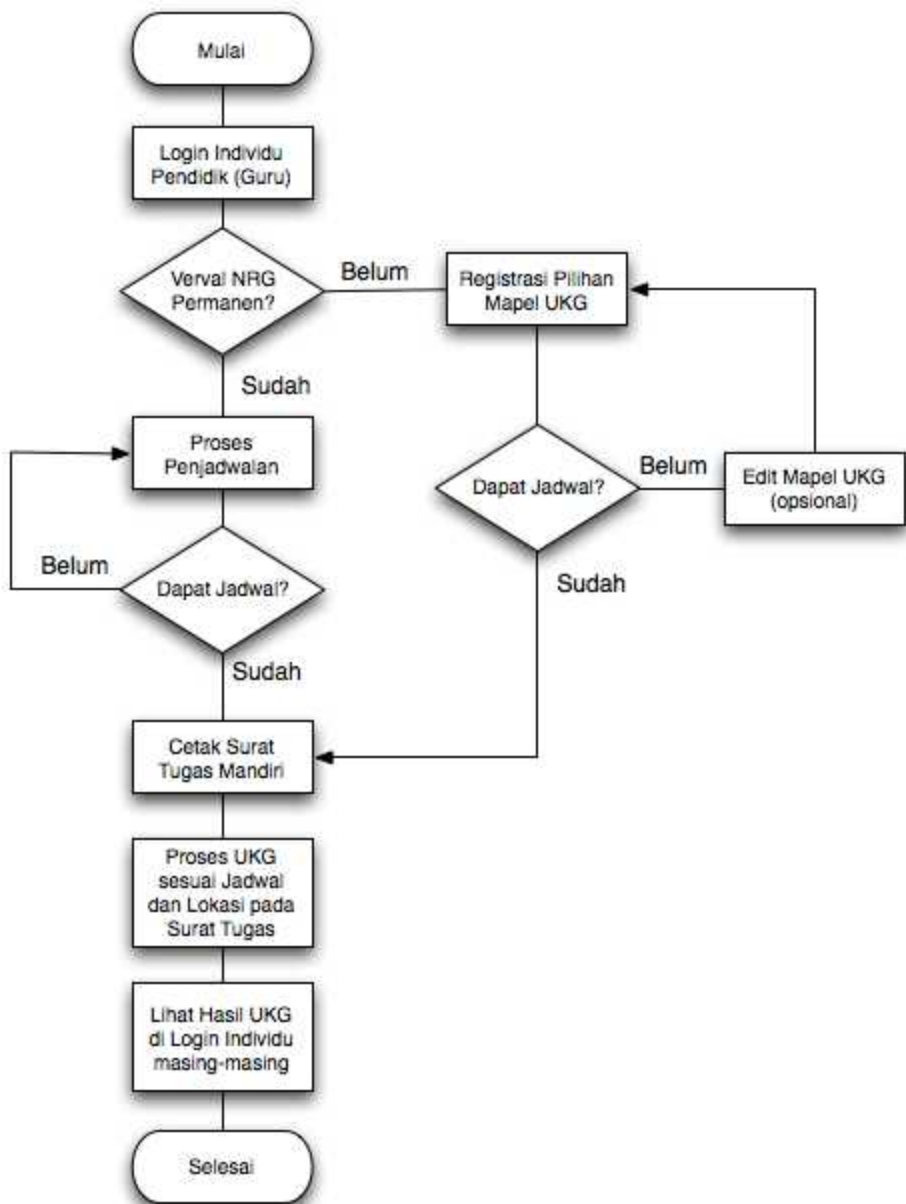 Mulai
Login Individu
Pendidik (Guru)
Verval NRG
Permanen?
Belum
Registrasi Pilihan
Mapel UKG
Sudah
Proses
Penjadwalan
Dapat Jadwal?
Belum
Edit Mapel UKG
(opsional)
Belum
Dapat Jadwal?
Sudah
Sudah
Cetak Surat
Tugas Mandiri
Proses UKG
sesuai Jadwal
dan Lokasi pada
Surat Tugas
Lihat Hasil UKG
di Login Individu
masing-masing
Selesai